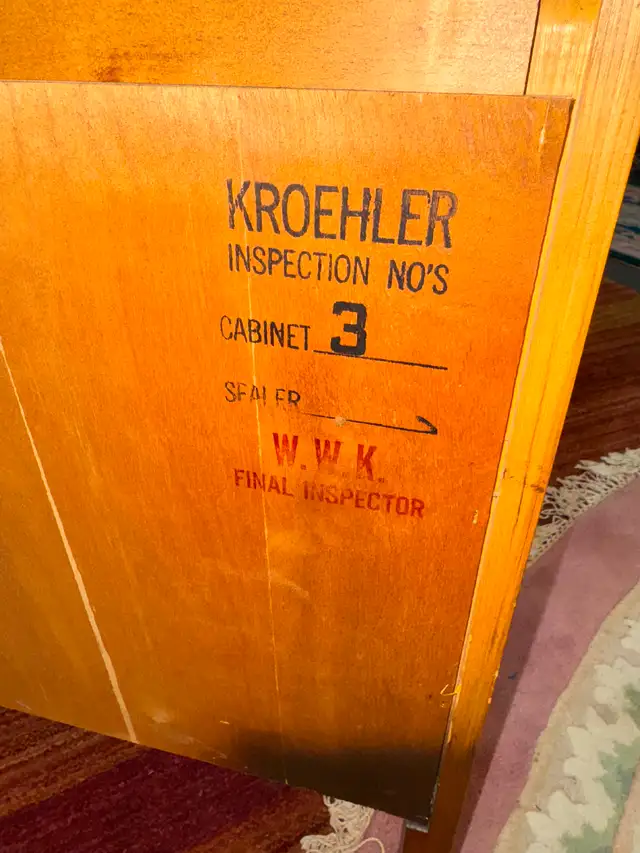 KROEHLER
INSPECTION NO'S
CABINET 3
SEALER
W. W. K.
FINAL INSPECTOR